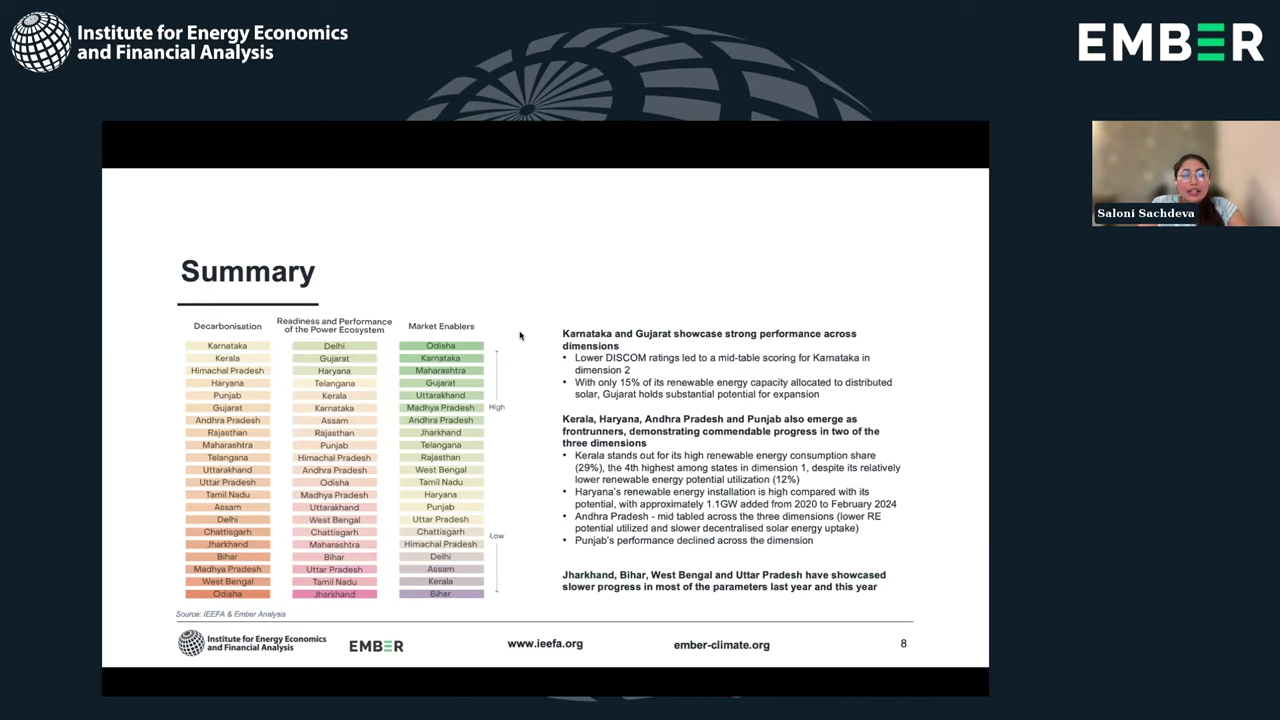 Institute for Energy Economics
and Financial Analysis
EMBER
Saloni Sachdeva
Summary
Decarbonisation
Karnataka
Kerala
Himachal Pradesh
Haryana
Punjab
Gujarat
Andhra Pradesh
Rajasthan
Maharashtra
Telangana
Uttarakhand
Uttar Pradesh
Tamil Nadu
Assam
Delhi
Chattisgarh
Jharkhand
Bihar
Madhya Pradesh
West Bengal
Odisha
Readiness and Performance
of the Power Ecosystem
Delhi
Gujarat
Haryana
Telangana
Kerala
Karnataka
Assam
Rajasthan
Punjab
Himachal Pradesh
Andhra Pradesh
Odisha
Madhya Pradesh
Uttarakhand
West Bengal
Chattisgarh
Maharashtra
Bihar
Uttar Pradesh
Tamil Nadu
Jharkhand
Market Enablers
Odisha
Karnataka
Maharashtra
Gujarat
Uttarakhand
Madhya Pradesh
Andhra Pradesh
Jharkhand
Telangana
Rajasthan
West Bengal
Tamil Nadu
Haryana
Punjab
Uttar Pradesh
Chattisgarh
Himachal Pradesh
Delhi
Assam
Kerala
Bihar
High
Low
Karnataka and Gujarat showcase strong performance across
dimensions
• Lower DISCOM ratings led to a mid-table scoring for Karnataka in
dimension 2
• With only 15% of its renewable energy capacity allocated to distributed
solar, Gujarat holds substantial potential for expansion
Kerala, Haryana, Andhra Pradesh and Punjab also emerge as
frontrunners, demonstrating commendable progress in two of the
three dimensions
• Kerala stands out for its high renewable energy consumption share
(29%), the 4th highest among states in dimension 1, despite its relatively
lower renewable energy potential utilization (12%)
• Haryana's renewable energy installation is high compared with its
potential, with approximately 1.1GW added from 2020 to February 2024
• Andhra Pradesh - mid tabled across the three dimensions (lower RE
potential utilized and slower decentralised solar energy uptake)
• Punjab's performance declined across the dimension
Jharkhand, Bihar, West Bengal and Uttar Pradesh have showcased
slower progress in most of the parameters last year and this year
Source: IEEFA & Ember Analysis
Institute for Energy Economics
and Financial Analysis
EMBER
www.ieefa.org
ember-climate.org
8